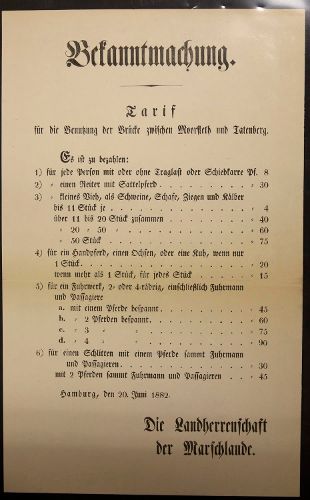 Bekanntmachung.
Tarif
für die Benutzung der Brücke zwischen Moorfleth und Tatenberg.
Es ist zu bezahlen:
1) für jede Person mit oder ohne Traglast oder Schiebkarre Pf. 8
2) " einen Reiter mit Sattelpferd . . . . . . . . . " 30
3) " kleines Vieh, als Schweine, Schafe, Ziegen und Kälber
bis 11 Stück je . . . . . . . . . . . . . " 4
über 11 bis 20 Stück zusammen . . . . . . . . " 40
" 20 " 50 " " . . . . . . . . " 60
" 50 Stück " . . . . . . . . " 75
4) für ein Handpferd, einen Ochsen, oder eine Kuh, wenn nur
1 Stück . . . . . . . . . . . . . . . " 20
wenn mehr als 1 Stück, für jedes Stück . . . . . " 15
5) für ein Fuhrwerk, 2- oder 4-rädrig, einschließlich Fuhrmann
und Passagiere
a. mit einem Pferde bespannt . . . . . . . . " 45
b. " 2 Pferden bespannt . . . . . . . . . " 60
c. " 3 " " . . . . . . . . . " 75
d. " 4 " " . . . . . . . . . " 90
6) für einen Schlitten mit einem Pferde sammt Fuhrmann
und Passagieren . . . . . . . . . . . . " 30
mit 2 Pferden sammt Fuhrmann und Passagieren . . " 45
Hamburg, den 20. Juni 1882.
Die Landherrenschaft
der Marschlande.